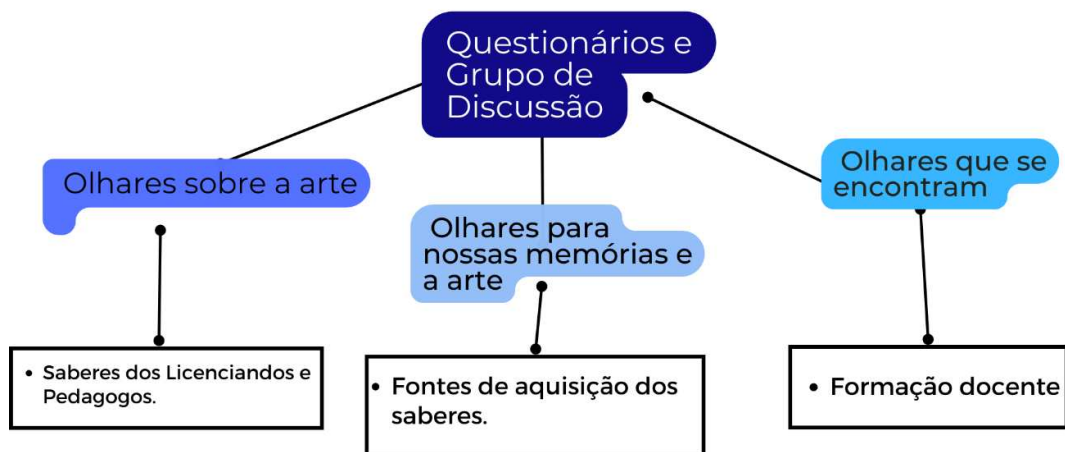 Questionários e
Grupo de
Discussão
Olhares sobre a arte
Olhares para
nossas memórias e
a arte
Olhares que se
encontram
• Saberes dos Licenciandos e
Pedagogos.
• Fontes de aquisição dos
saberes.
• Formação docente